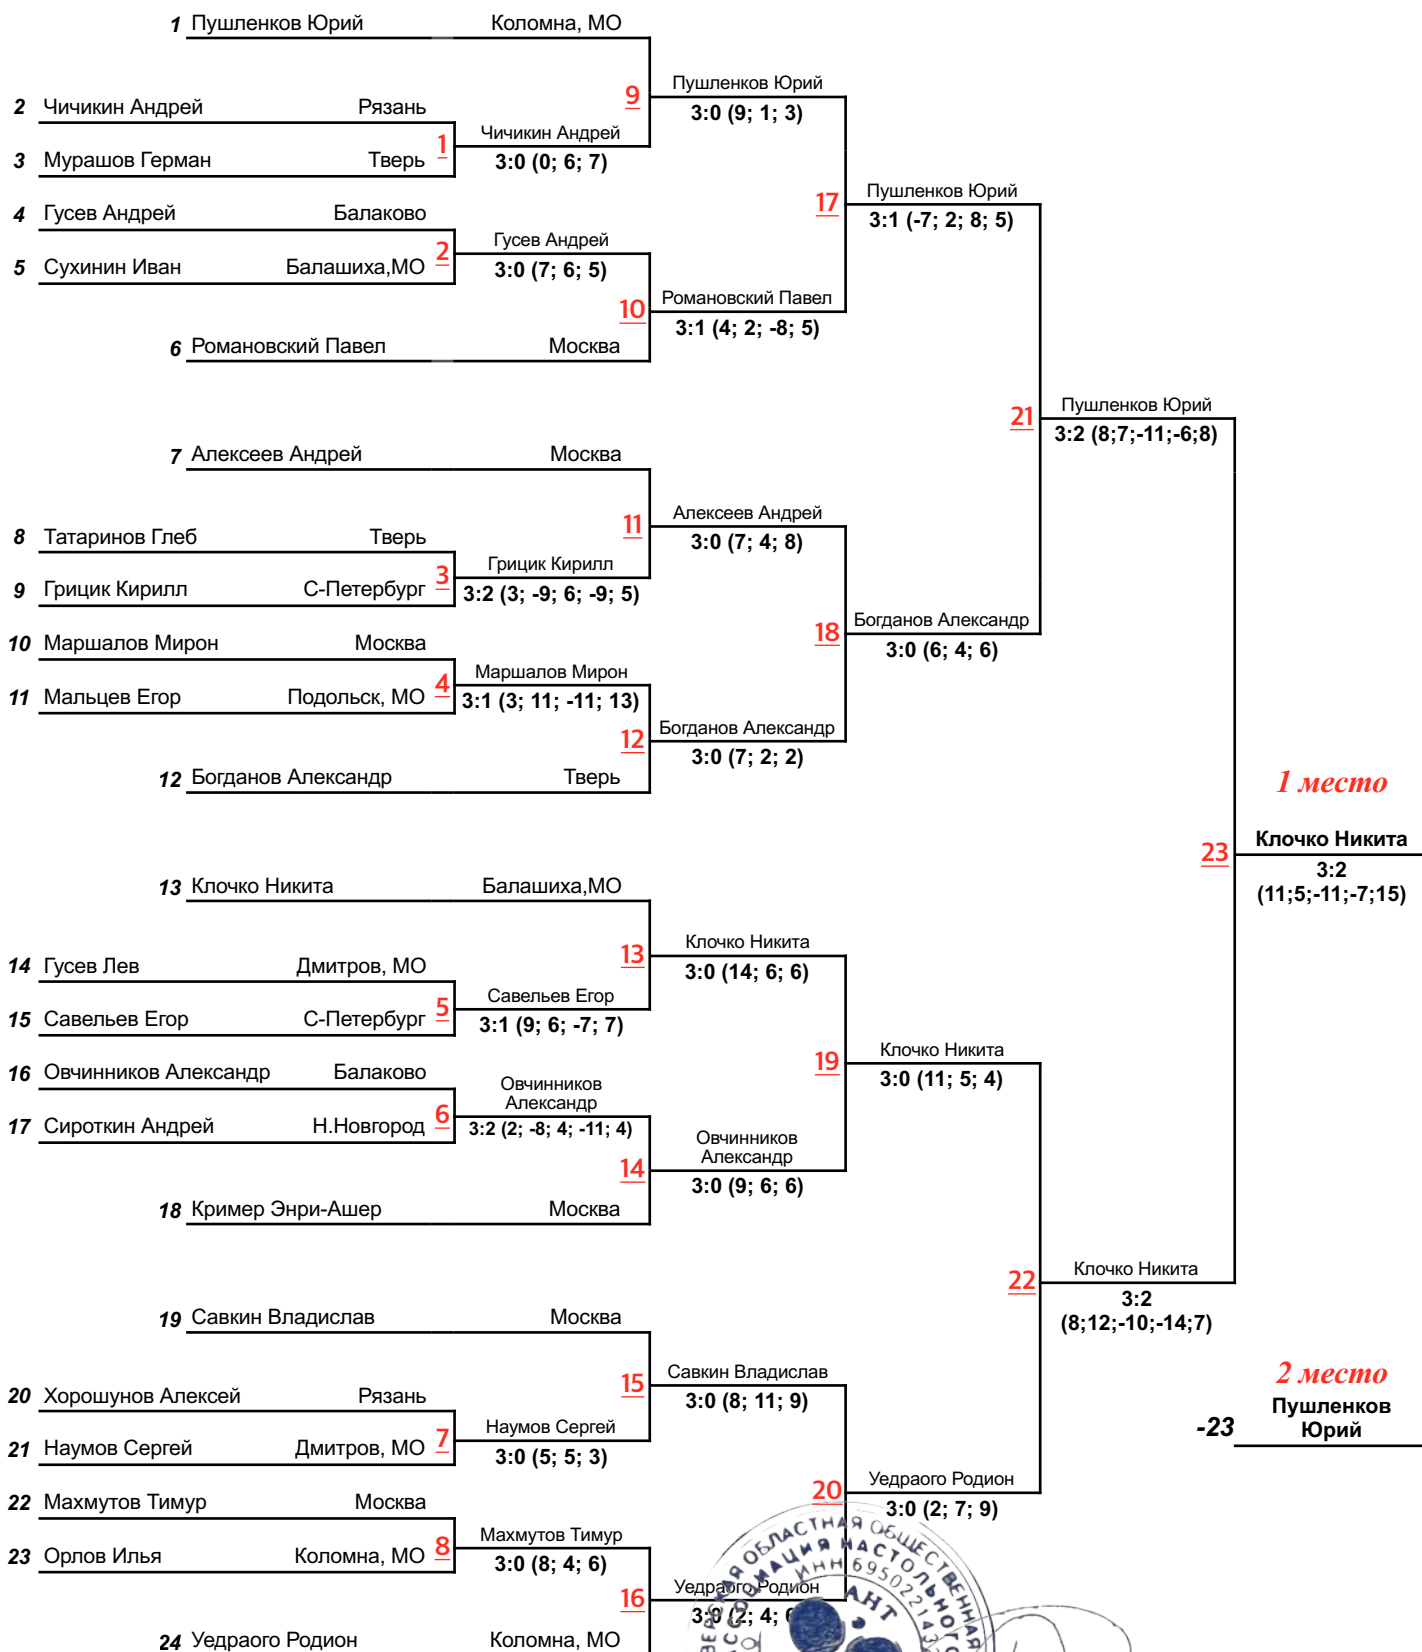 1 Пушленков Юрий Коломна, МО
Пушленков Юрий
9
3:0 (9; 1; 3)
2 Чичикин Андрей Рязань
Чичикин Андрей
1
3:0 (0; 6; 7)
3 Мурашов Герман Тверь
Пушленков Юрий
17
3:1 (-7; 2; 8; 5)
4 Гусев Андрей Балаково
Гусев Андрей
2
3:0 (7; 6; 5)
5 Сухинин Иван Балашиха,МО
Романовский Павел
10
3:1 (4; 2; -8; 5)
6 Романовский Павел Москва
Пушленков Юрий
21
3:2 (8;7;-11;-6;8)
7 Алексеев Андрей Москва
Алексеев Андрей
11
3:0 (7; 4; 8)
8 Татаринов Глеб Тверь
Грицик Кирилл
3
3:2 (3; -9; 6; -9; 5)
9 Грицик Кирилл С-Петербург
Богданов Александр
18
3:0 (6; 4; 6)
10 Маршалов Мирон Москва
Маршалов Мирон
4
3:1 (3; 11; -11; 13)
11 Мальцев Егор Подольск, МО
Богданов Александр
12
3:0 (7; 2; 2)
12 Богданов Александр Тверь
1 место
Клочко Никита
23
3:2
(11;5;-11;-7;15)
13 Клочко Никита Балашиха,МО
Клочко Никита
13
3:0 (14; 6; 6)
14 Гусев Лев Дмитров, МО
Савельев Егор
5
3:1 (9; 6; -7; 7)
15 Савельев Егор С-Петербург
Клочко Никита
19
3:0 (11; 5; 4)
16 Овчинников Александр Балаково
Овчинников
Александр
6
3:2 (2; -8; 4; -11; 4)
17 Сироткин Андрей Н.Новгород
Овчинников
Александр
14
3:0 (9; 6; 6)
18 Кример Энри-Ашер Москва
Клочко Никита
22
3:2
(8;12;-10;-14;7)
19 Савкин Владислав Москва
Савкин Владислав
15
3:0 (8; 11; 9)
2 место
Пушленков
Юрий
-23
20 Хорошунов Алексей Рязань
Наумов Сергей
7
3:0 (5; 5; 3)
21 Наумов Сергей Дмитров, МО
Уедраого Родион
20
3:0 (2; 7; 9)
22 Махмутов Тимур Москва
Махмутов Тимур
8
3:0 (8; 4; 6)
23 Орлов Илья Коломна, МО
Уедраого Родион
16
3:0 (2; 4; 6
24 Уедраого Родион Коломна, МО
ОБЛАСТНАЯ ОБЩЕСТВЕННАЯ
АССОЦИАЦИЯ НАСТОЛЬНОГО
ИНН
АНТ